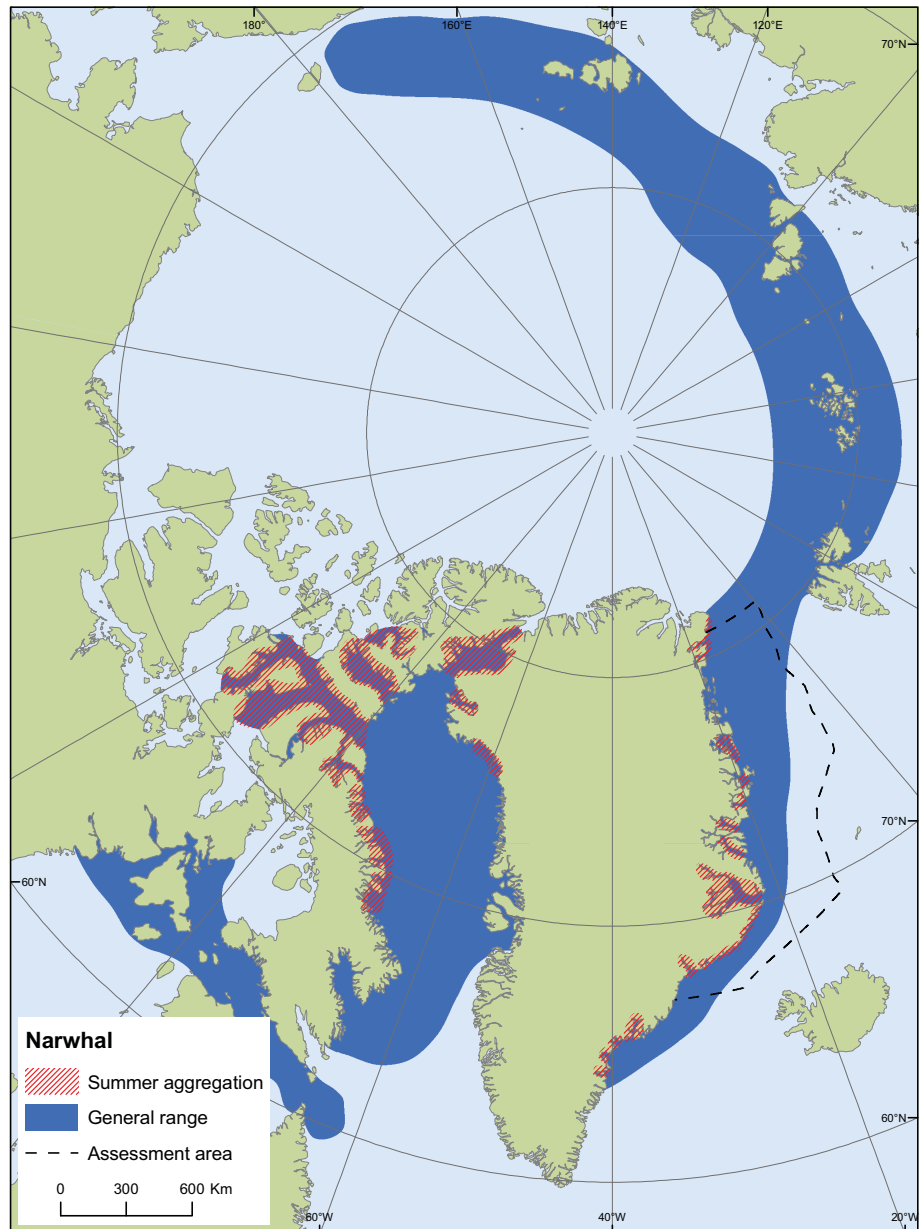 180°
160°E
140°E
120°E
70°N
70°N
60°N
60°N
Narwhal
Summer aggregation
General range
Assessment area
0 300 600 Km
60°W
40°W
20°W